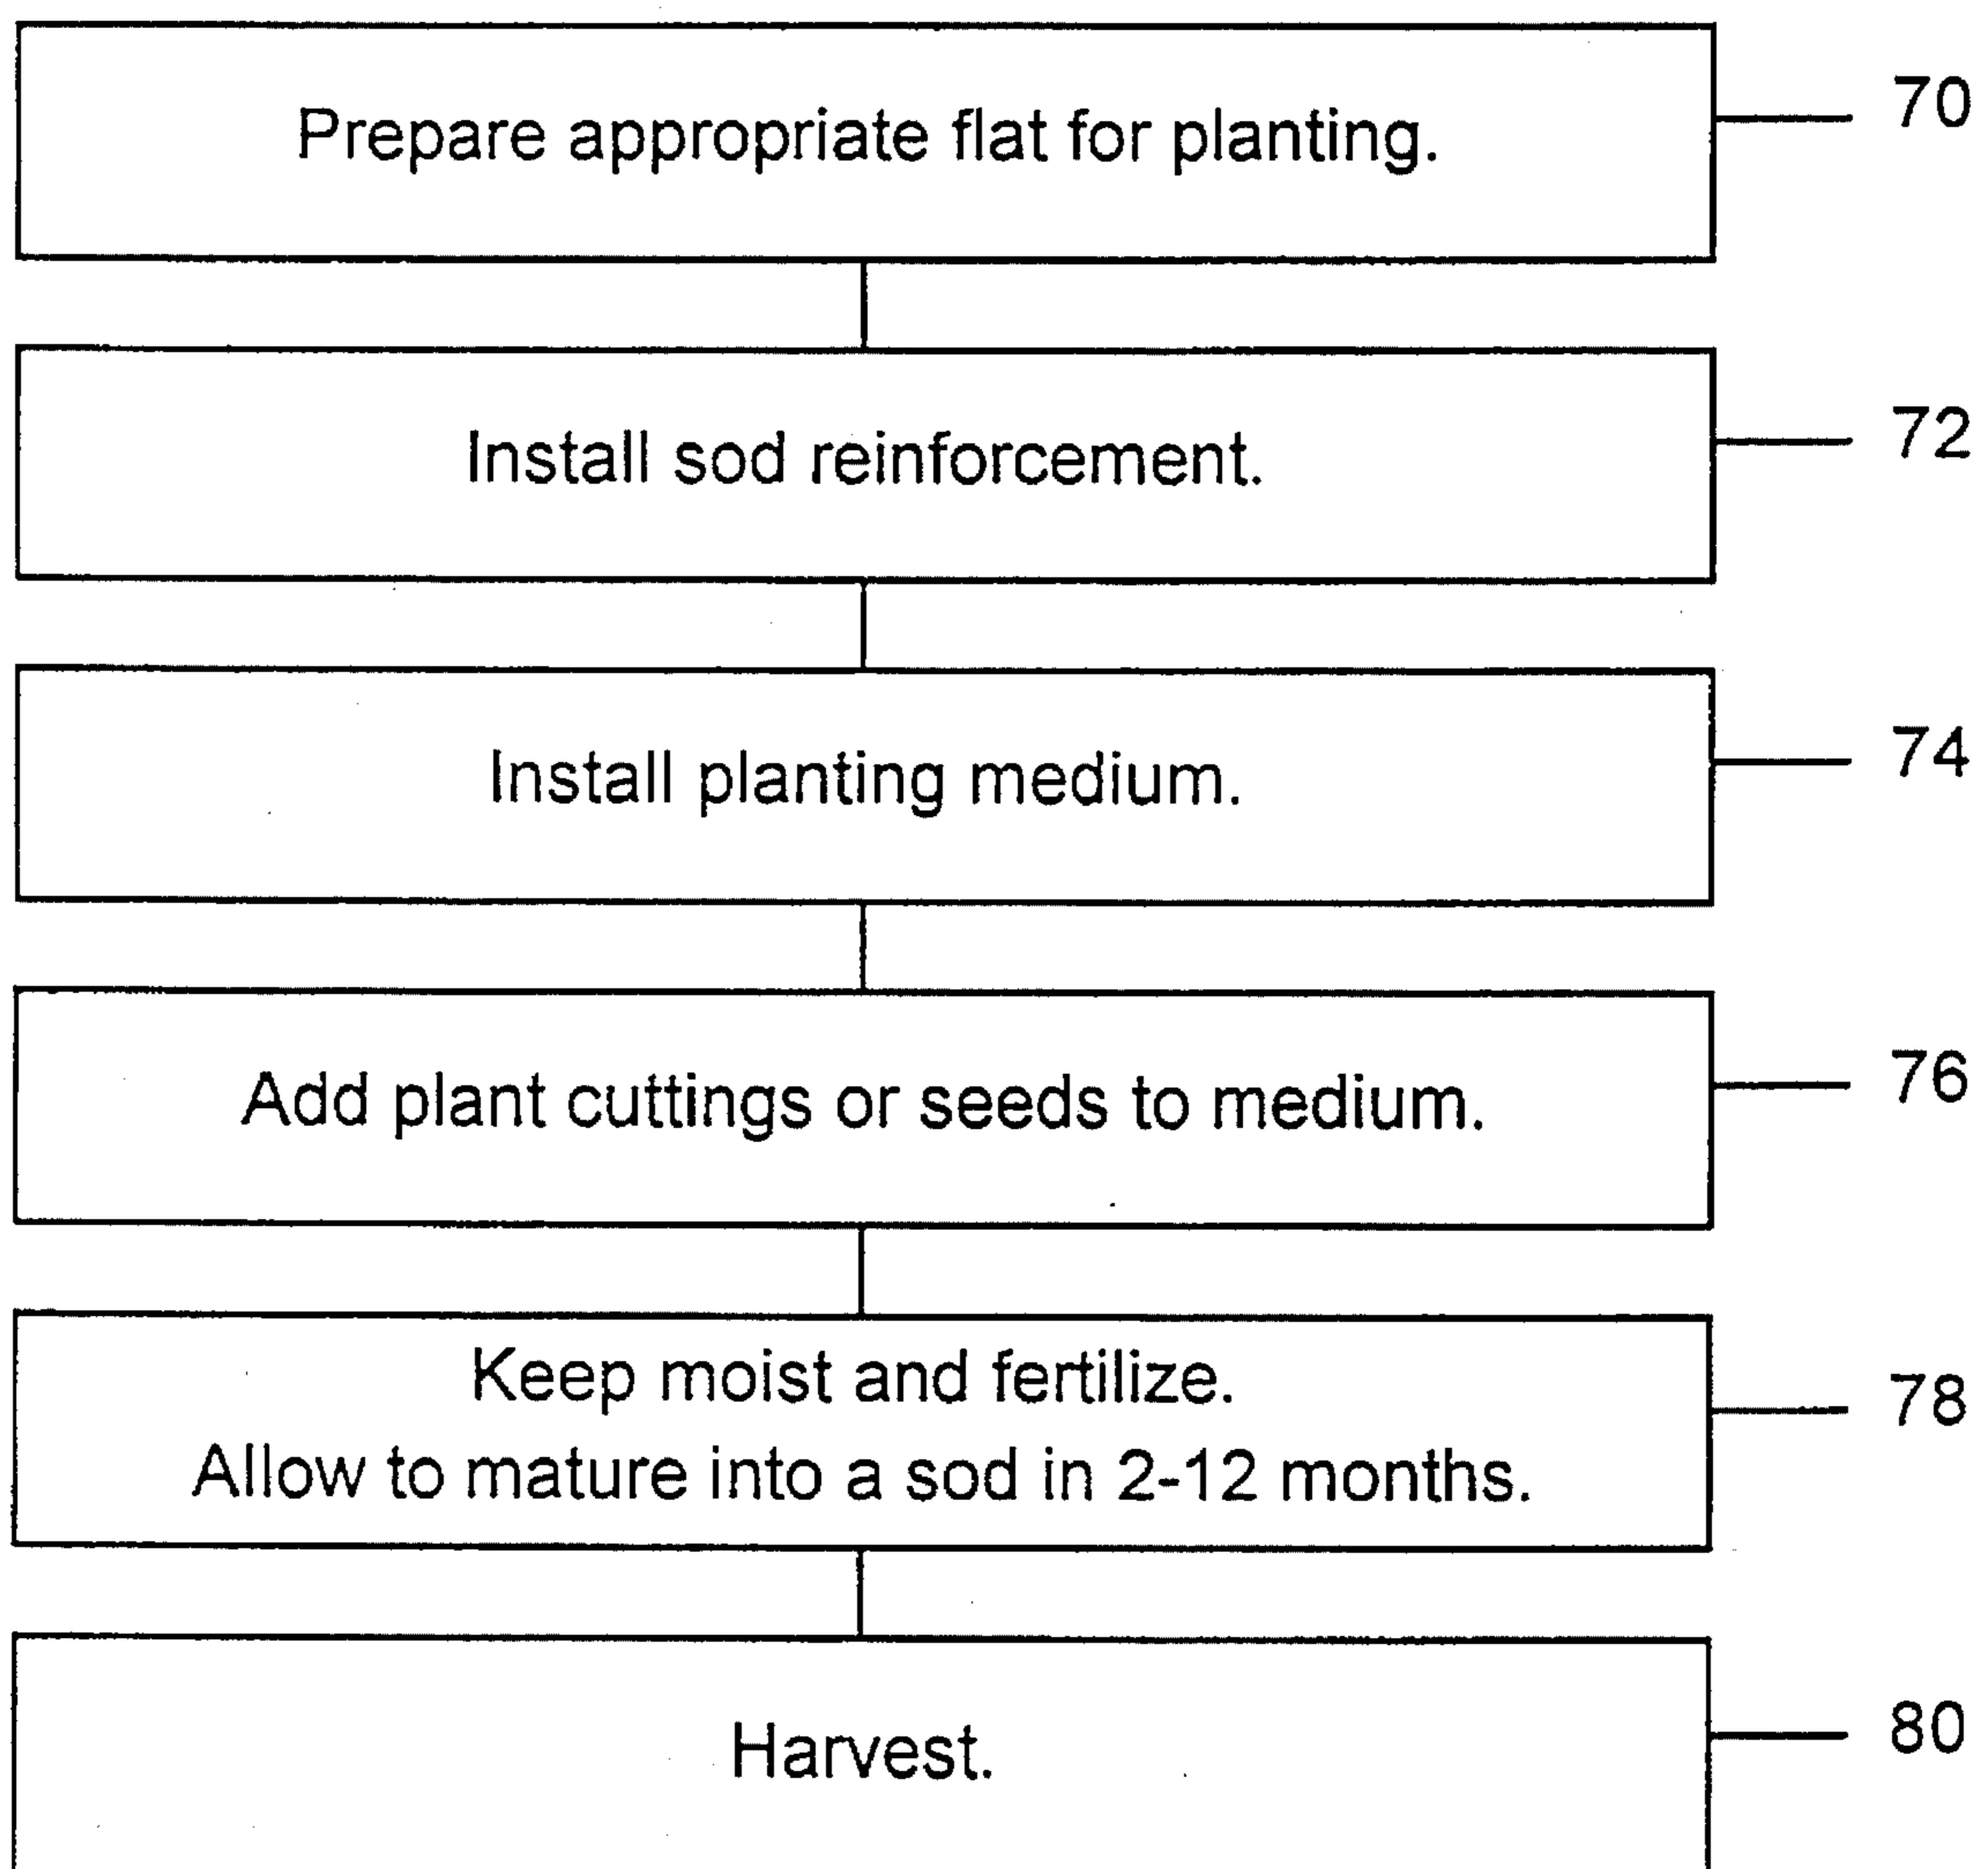 Prepare appropriate flat for planting.
70
Install sod reinforcement.
72
Install planting medium.
74
Add plant cuttings or seeds to medium.
76
Keep moist and fertilize.
Allow to mature into a sod in 2-12 months.
78
Harvest.
80